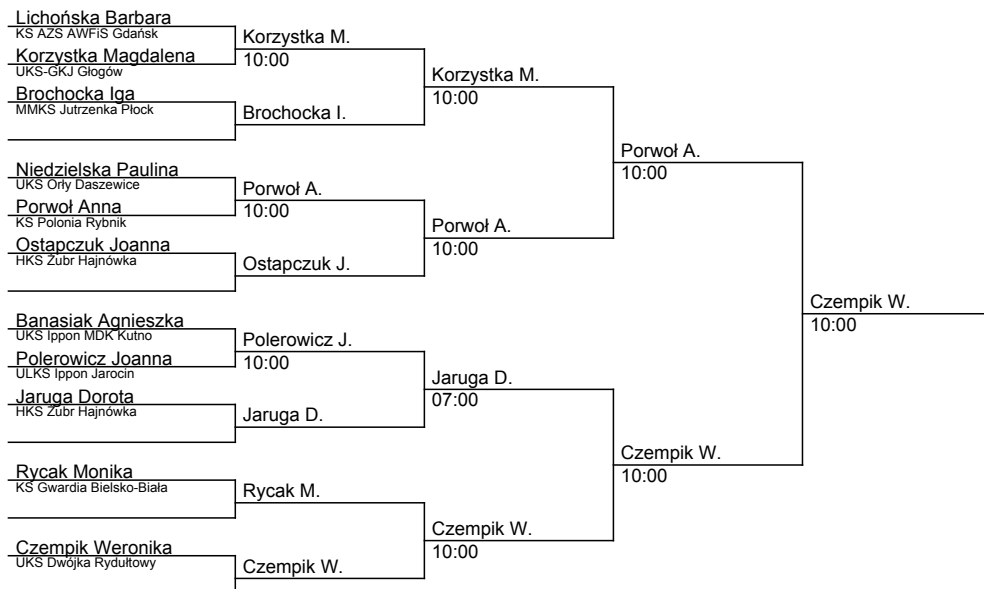 Lichońska Barbara
KS AZS AWFiS Gdańsk
Korzystka Magdalena
UKS-GKJ Głogów
Brochocka Iga
MMKS Jutrzenka Płock
Niedzielska Paulina
UKS Orły Daszewice
Porwoł Anna
KS Polonia Rybnik
Ostapczuk Joanna
HKS Żubr Hajnówka
Banasiak Agnieszka
UKS Ippon MDK Kutno
Polerowicz Joanna
ULKS Ippon Jarocin
Jaruga Dorota
HKS Żubr Hajnówka
Rycak Monika
KS Gwardia Bielsko-Biała
Czempik Weronika
UKS Dwójka Rydułtowy
Korzystka M.
10:00
Brochocka I.
Porwoł A.
10:00
Ostapczuk J.
Polerowicz J.
10:00
Jaruga D.
Rycak M.
Czempik W.
Korzystka M.
10:00
Porwoł A.
10:00
Jaruga D.
07:00
Czempik W.
10:00
Porwoł A.
10:00
Czempik W.
10:00
Czempik W.
10:00